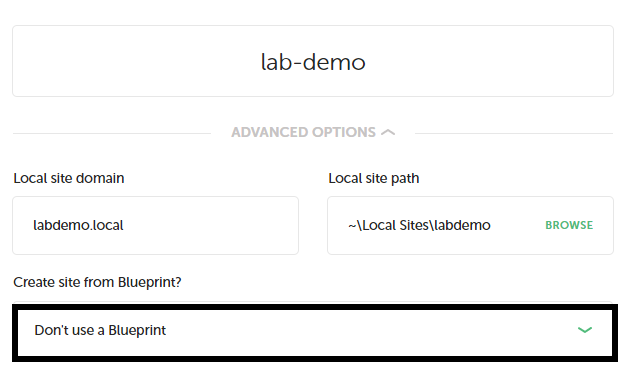 lab-demo
ADVANCED OPTIONS
Local site domain
Local site path
labdemo.local
~\Local Sites\labdemo
BROWSE
Create site from Blueprint?
Don't use a Blueprint